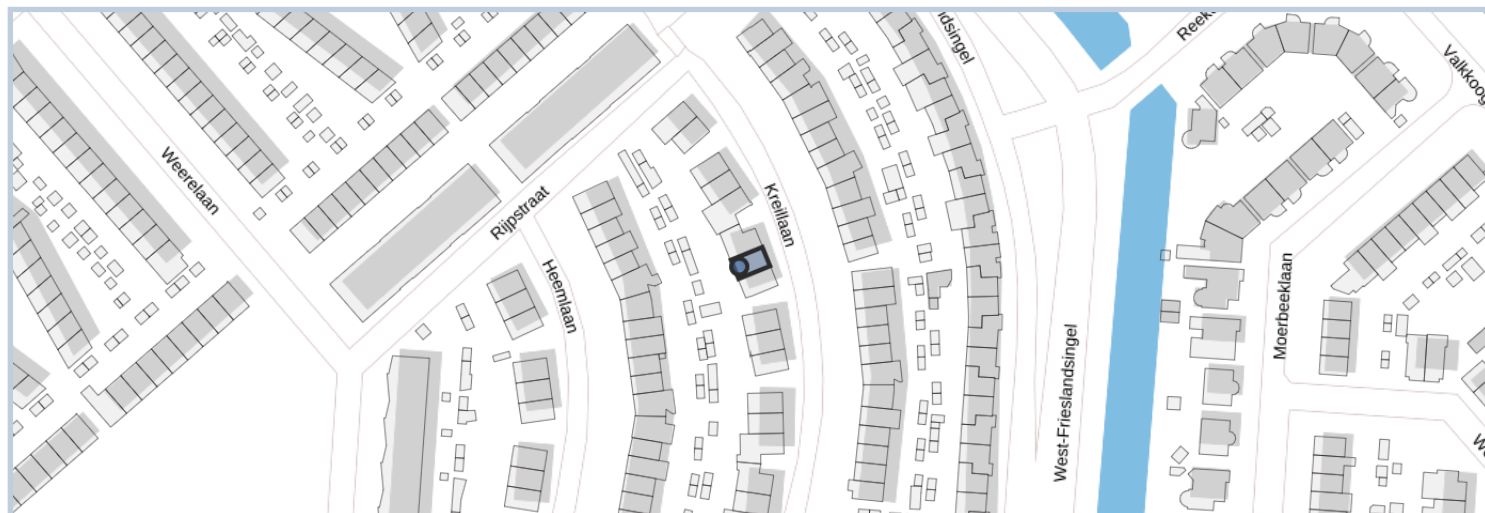 Weerelaan
Rijpstraat
Heemlaan
Kreillaan
West-Frieslandsingel
Moerbeeklaan